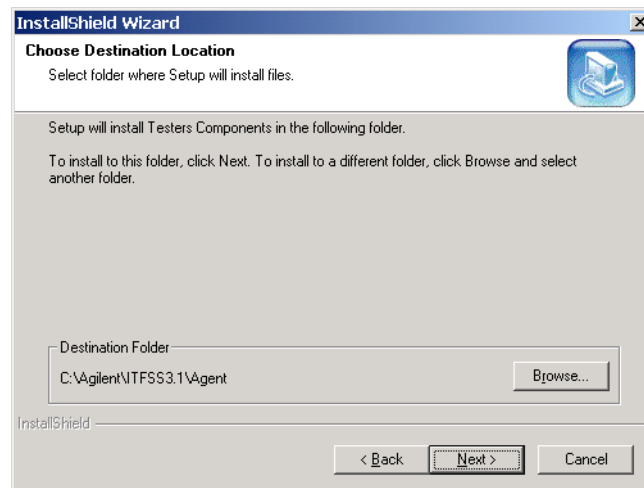 InstallShield Wizard
Choose Destination Location
Select folder where Setup will install files.
Setup will install Testers Components in the following folder.
To install to this folder, click Next. To install to a different folder, click Browse and select
another folder.
Destination Folder
C:\Agilent\ITFSS3.1\Agent
Browse...
InstallShield
< Back
Next >
Cancel